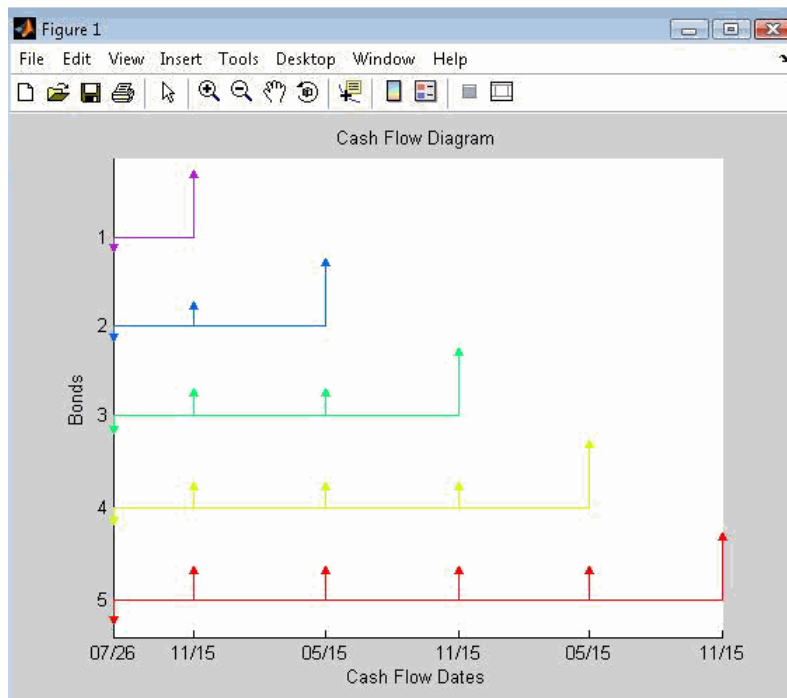 Figure 1
File Edit View Insert Tools Desktop Window Help
Cash Flow Diagram
1
2
3
4
5
Bonds
07/26 11/15 05/15 11/15 05/15 11/15
Cash Flow Dates